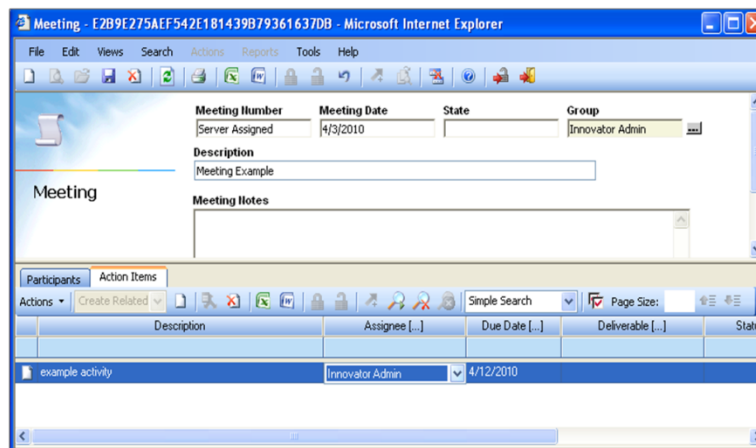 Meeting - E2B9E275AEF542E181439B79361637DB - Microsoft Internet Explorer
File Edit Views Search Actions Reports Tools Help
Meeting Number Meeting Date State Group
Server Assigned 4/3/2010 Innovator Admin ...
Description
Meeting Example
Meeting
Meeting Notes
Participants Action Items
Actions Create Related Simple Search Page Size:
Description Assignee [...] Due Date [...] Deliverable [...] Stat
example activity Innovator Admin 4/12/2010